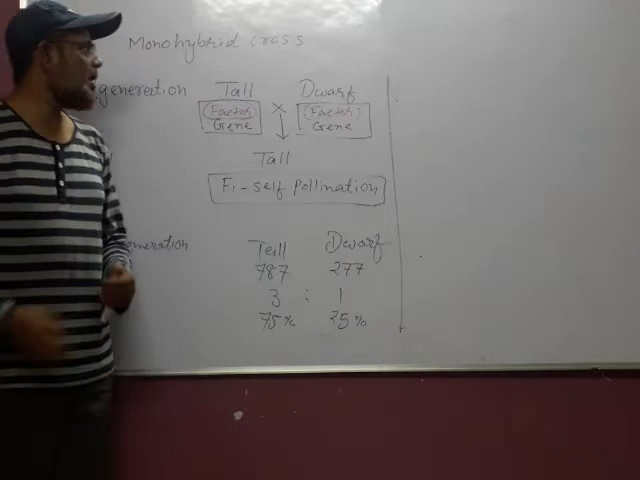 Monohybrid cross
generation Tall Dwarf
Factor × Factor
Gene Gene
Tall
F1-self pollination
Tall Dwarf
787 277
3 : 1
75% 25%